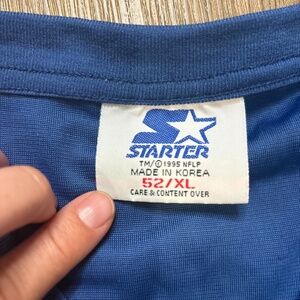 STARTER
TM/©1995 NFLP
MADE IN KOREA
52/XL
CARE & CONTENT OVER